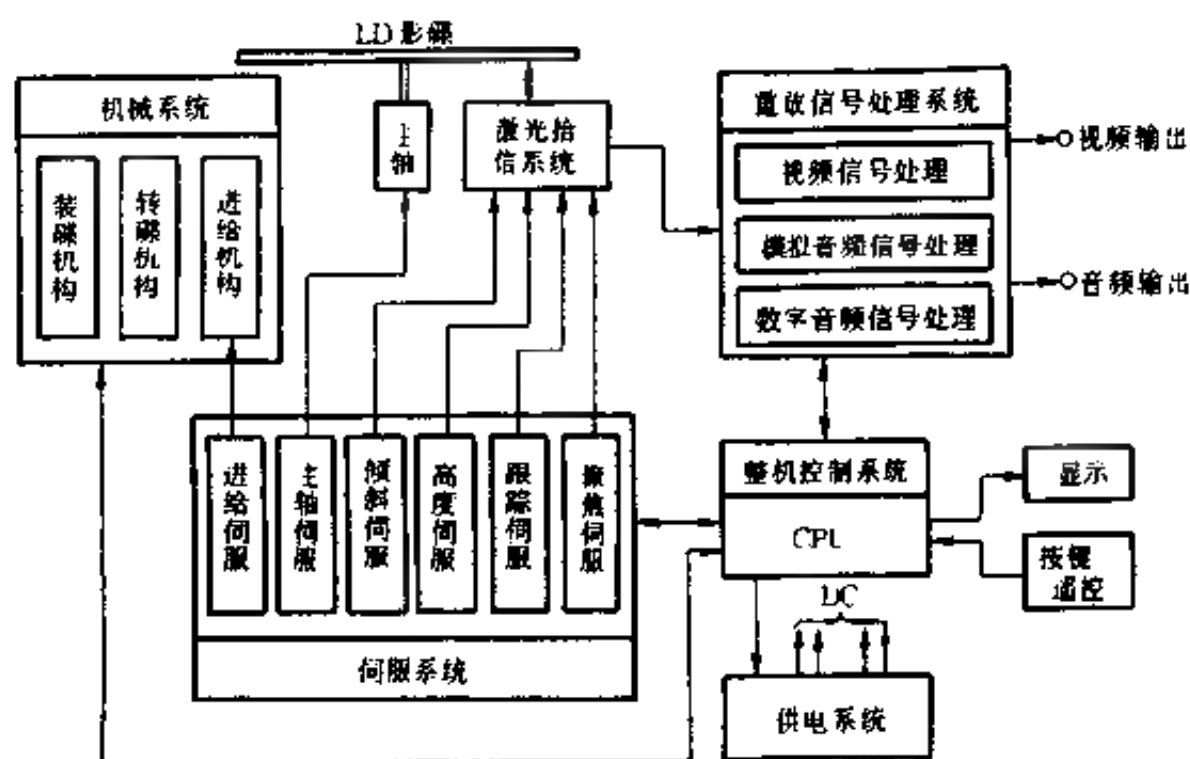 LD影碟
机械系统
装碟机构
转碟机构
进给机构
主轴
激光拾
信系统
重放信号处理系统
视频信号处理
模拟音频信号处理
数字音频信号处理
视频输出
音频输出
进给伺服
主轴伺服
倾斜伺服
高度伺服
跟踪伺服
聚焦伺服
伺服系统
整机控制系统
CPU
显示
按键
遥控
DC
供电系统